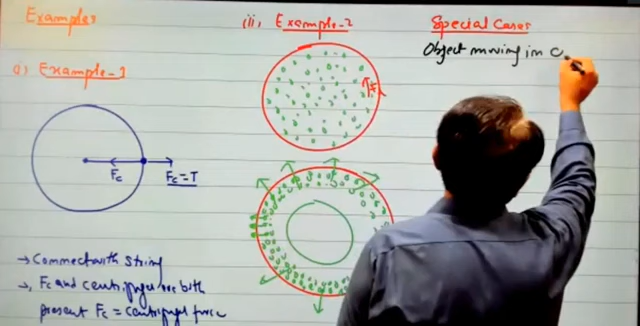 Examples
(i) Example-1
Fc
Fc = T
→ Connect with string
→ Fc and centrifugal are both
present Fc = centrifugal force
(ii) Example-2
Special Cases
Object moving in c